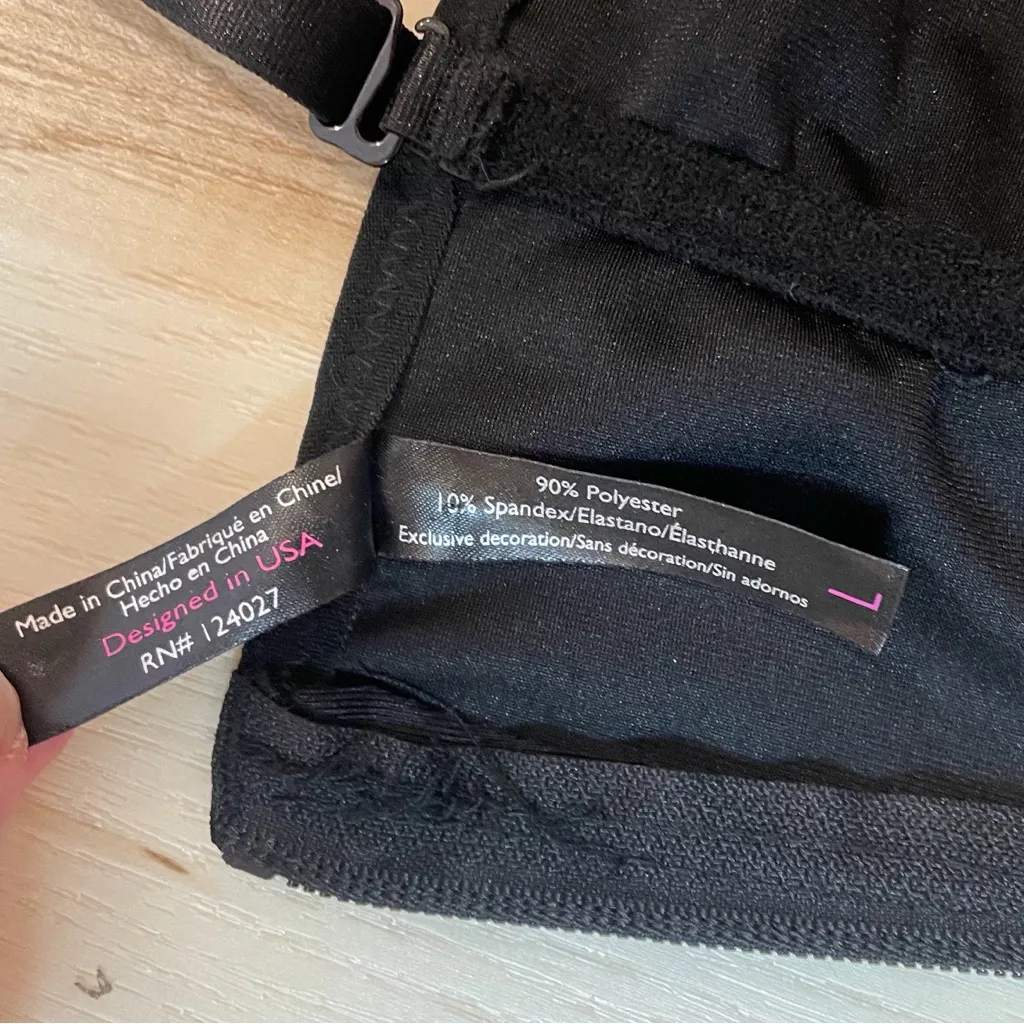 Made in China/Fabriqué en Chine/
Hecho en China
Designed in USA
RN# 124027
90% Polyester
10% Spandex/Elastano/Élasthanne
Exclusive decoration/Sans décoration/Sin adornos
L